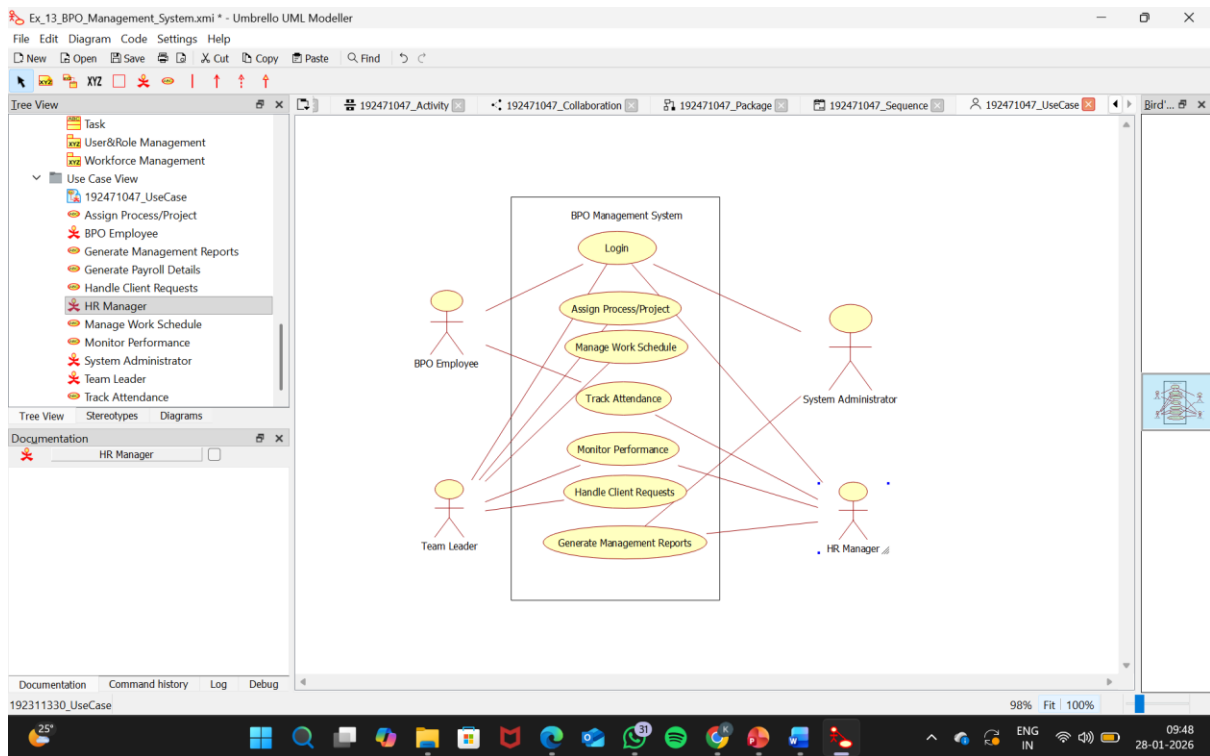 Ex_13_BPO_Management_System.xmi * - Umbrello UML Modeller
File Edit Diagram Code Settings Help
New Open Save Cut Copy Paste Find
XYZ XYZ
Tree View
192471047_Activity 192471047_Collaboration 192471047_Package 192471047_Sequence 192471047_UseCase
Bird'...
ABC
Task
XYZ User&Role Management
XYZ Workforce Management
Use Case View
192471047_UseCase
Assign Process/Project
BPO Employee
Generate Management Reports
Generate Payroll Details
Handle Client Requests
HR Manager
Manage Work Schedule
Monitor Performance
System Administrator
Team Leader
Track Attendance
Tree View Stereotypes Diagrams
Documentation
HR Manager
BPO Management System
Login
Assign Process/Project
Manage Work Schedule
BPO Employee
Track Attendance
System Administrator
Monitor Performance
Handle Client Requests
Team Leader
Generate Management Reports
HR Manager
Documentation Command history Log Debug
192311330_UseCase
98% Fit 100%
25°
31
K
P
W
ENG
IN
09:48
28-01-2026